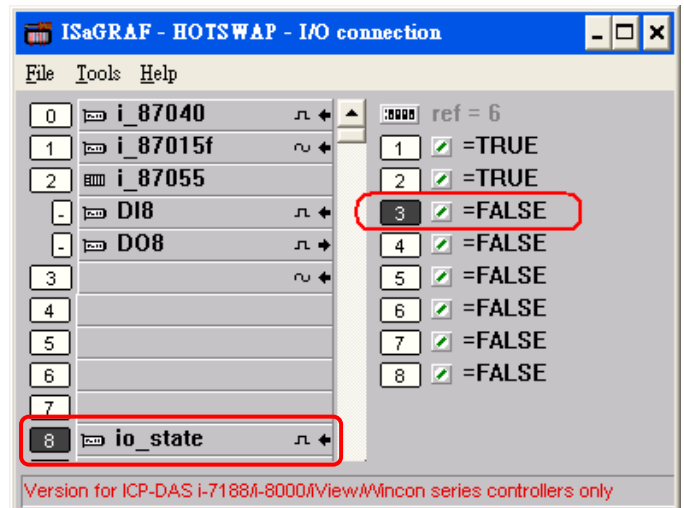 ISaGRAF - HOTSWAP - I/O connection
File Tools Help
0 i_87040
1 i_87015f
2 i_87055
- DI8
- DO8
3
4
5
6
7
8 io_state
ref = 6
1 =TRUE
2 =TRUE
3 =FALSE
4 =FALSE
5 =FALSE
6 =FALSE
7 =FALSE
8 =FALSE
Version for ICP-DAS i-7188/i-8000/iView/Wincon series controllers only